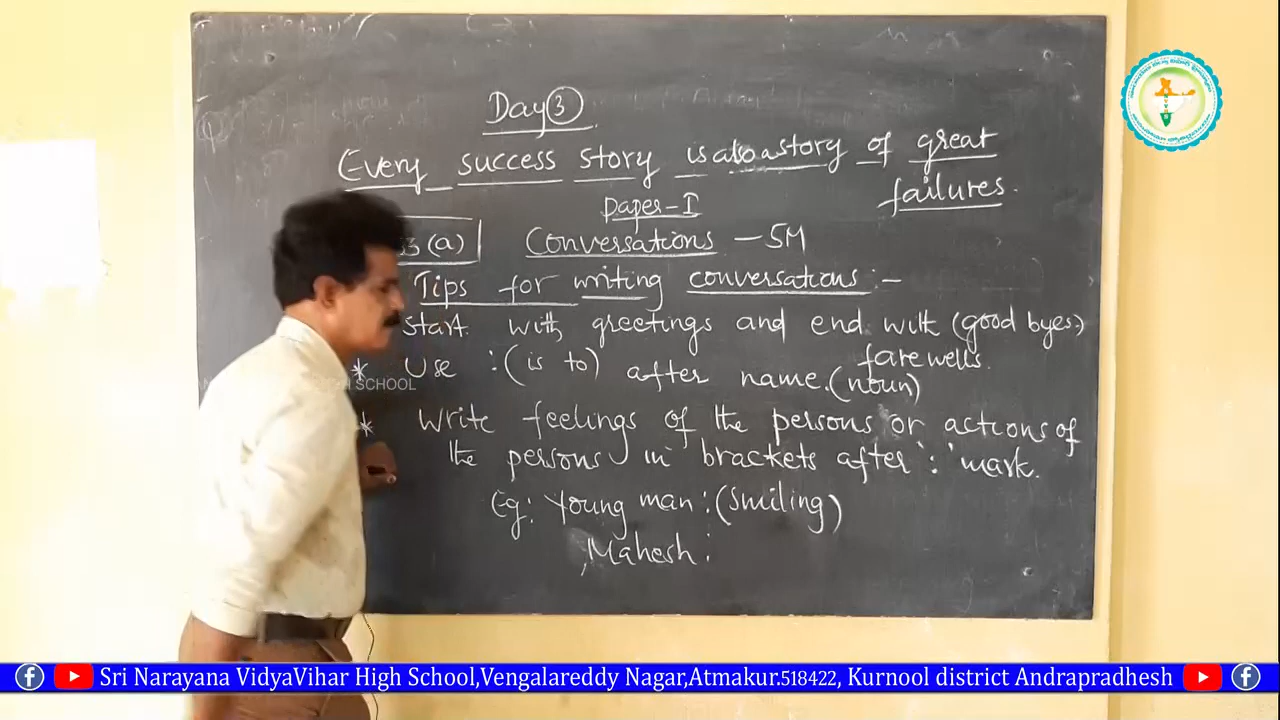 Day 3
Every success story is also a story of great
failures.
Paper-I
33(a)
Conversations - 5M
Tips for writing conversations :-
start with greetings and end with (good byes)
farewells.
* Use :(is to) after name.(noun)
* Write feelings of the persons or actions of
the persons in brackets after ':' mark.
Eg: Young man :(Smiling)
Mahesh :
SCHOOL
Sri Narayana VidyaVihar High School,Vengalareddy Nagar,Atmakur.518422, Kurnool district Andrapradhesh